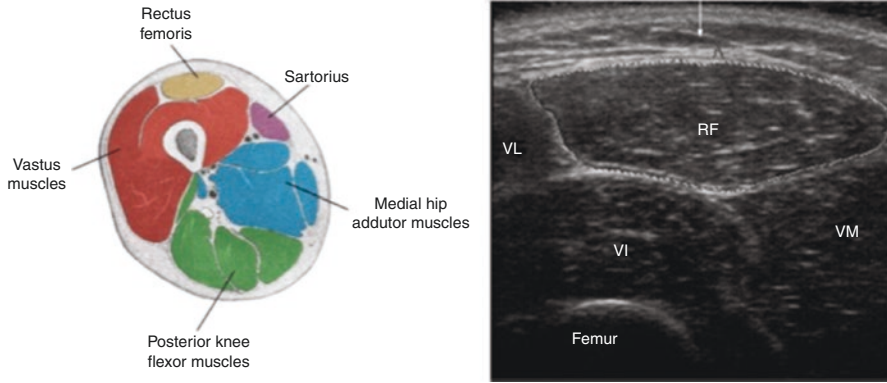 Rectus
femoris
Sartorius
Vastus
muscles
Medial hip
addutor muscles
Posterior knee
flexor muscles
VL
RF
VI
VM
Femur